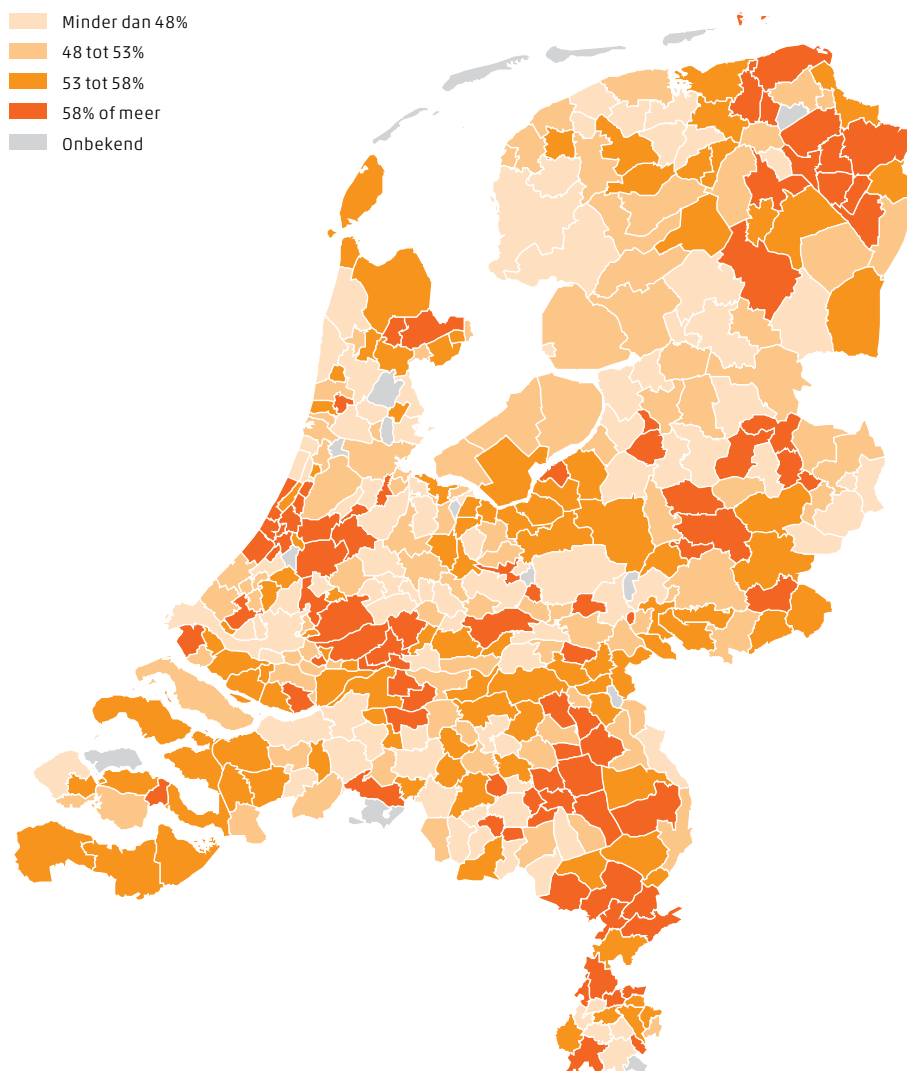 Minder dan 48%
48 tot 53%
53 tot 58%
58% of meer
Onbekend